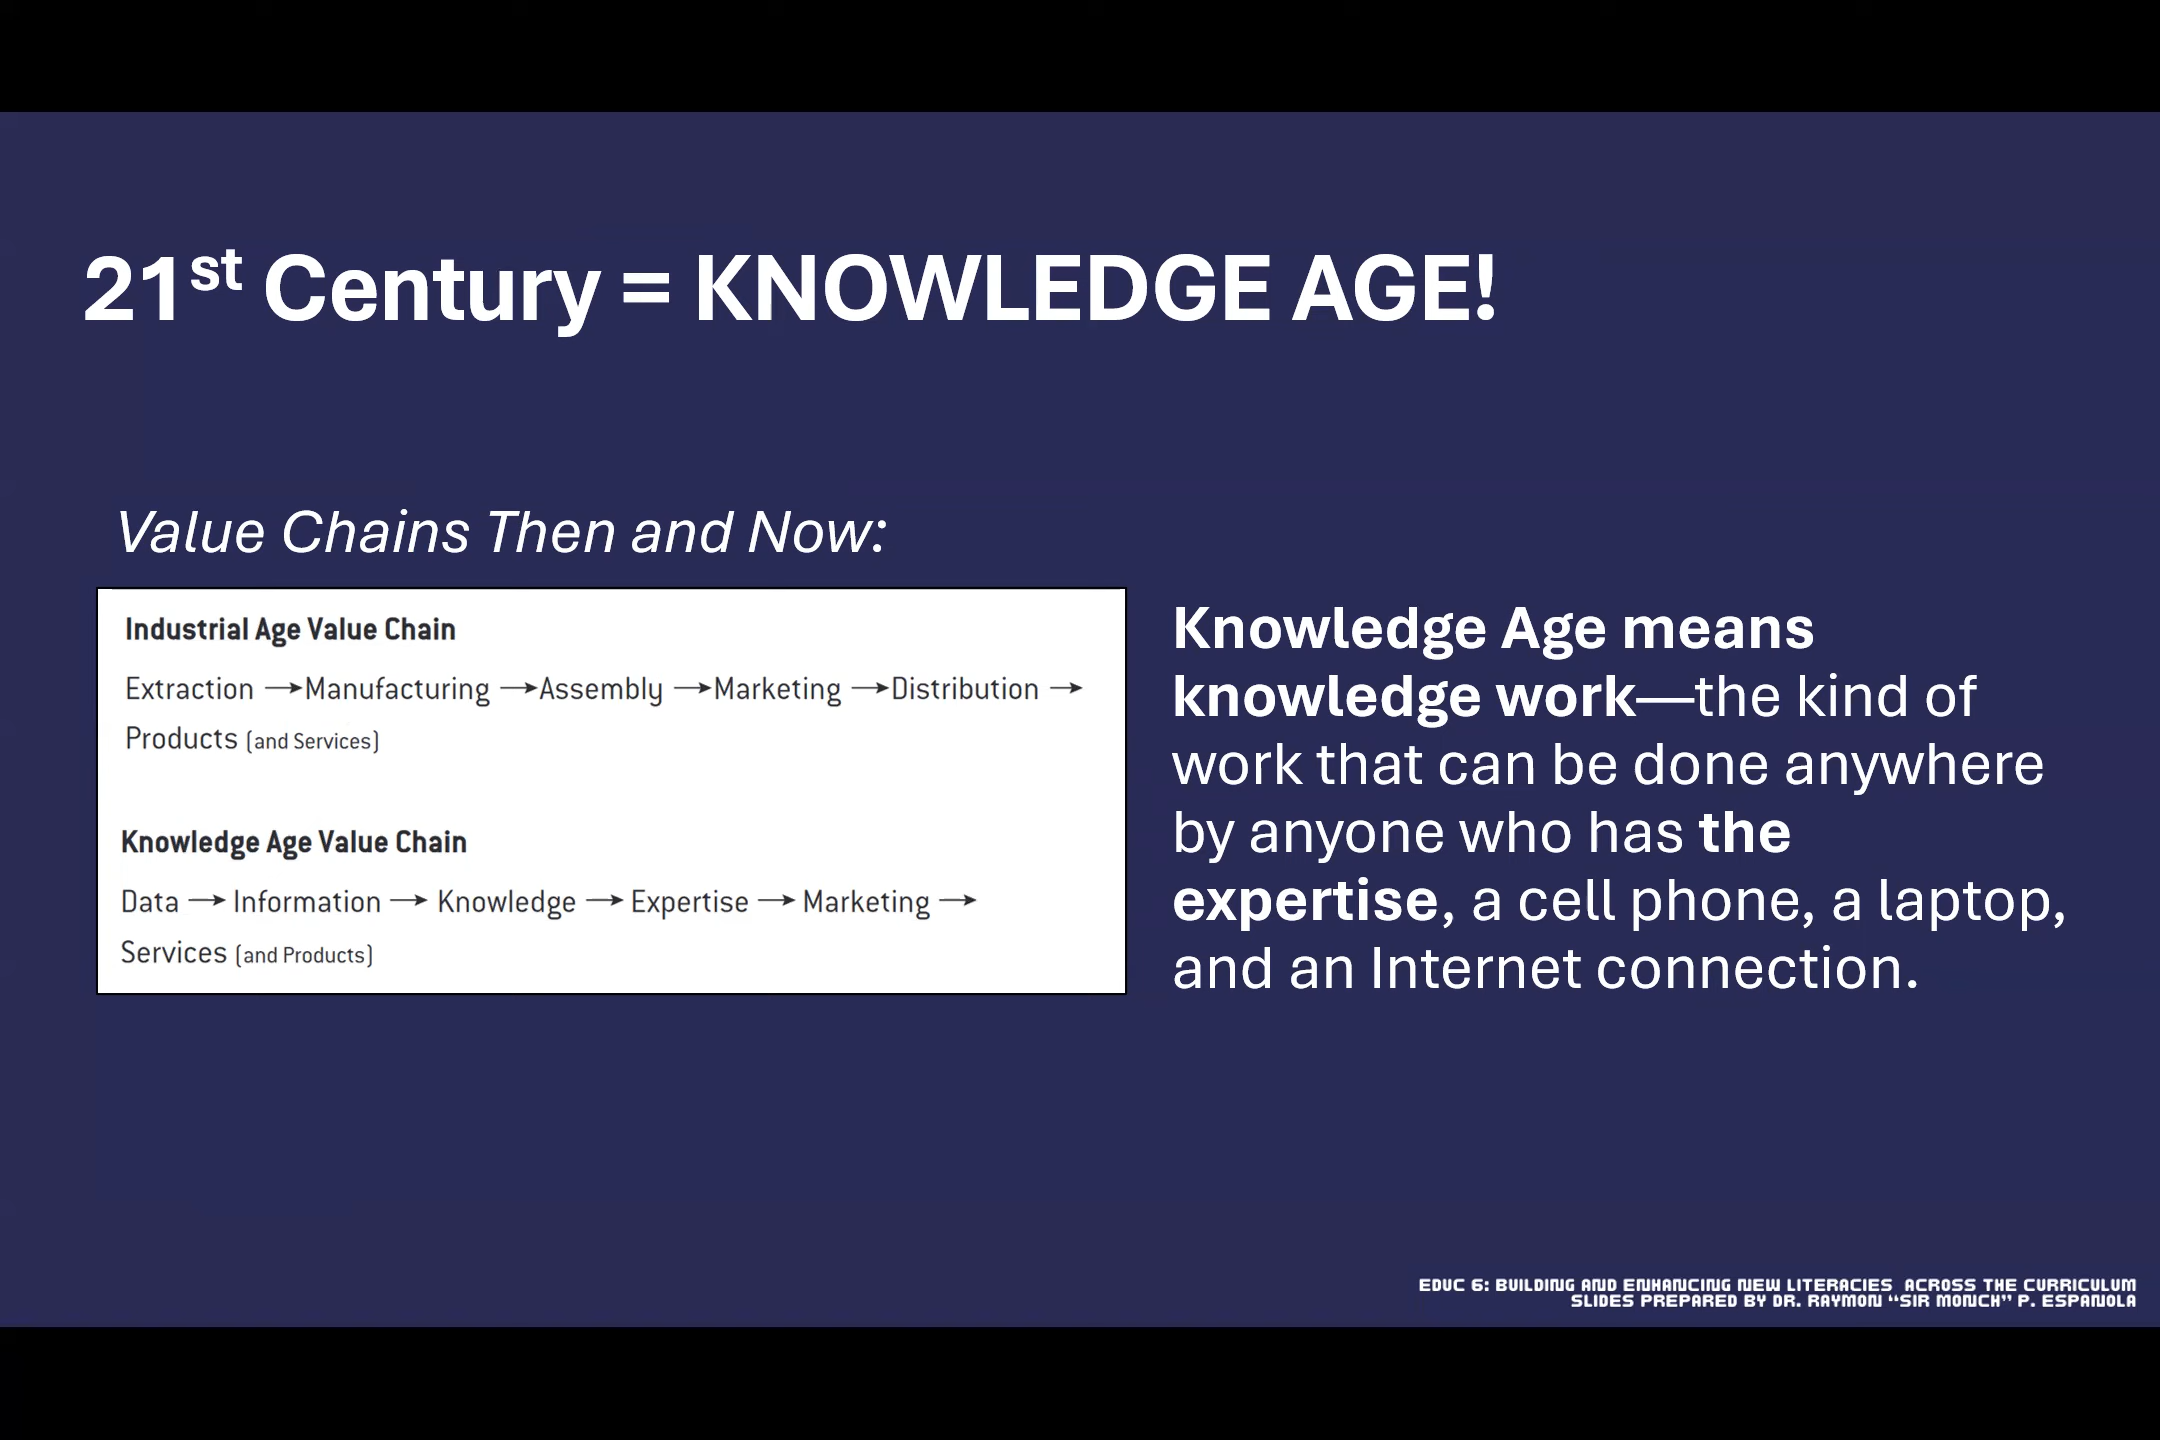 21st Century = KNOWLEDGE AGE!
Value Chains Then and Now:
Industrial Age Value Chain
Extraction → Manufacturing → Assembly → Marketing → Distribution →
Products (and Services)
Knowledge Age Value Chain
Data → Information → Knowledge → Expertise → Marketing →
Services (and Products)
Knowledge Age means
knowledge work—the kind of
work that can be done anywhere
by anyone who has the
expertise, a cell phone, a laptop,
and an Internet connection.
EDUC 6: BUILDING AND ENHANCING NEW LITERACIES ACROSS THE CURRICULUM
SLIDES PREPARED BY DR. RAYMON “SIR MONCH” P. ESPANOLA